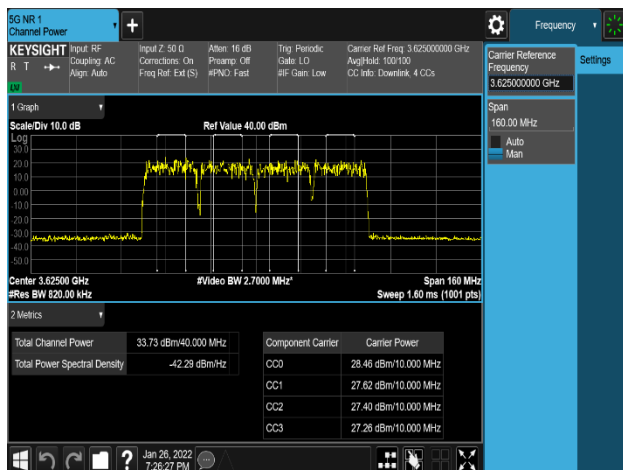 5G NR 1
Channel Power
Frequency
KEYSIGHT
R T
Input: RF
Coupling: AC
Align: Auto
Input Z: 50 Ω
Corrections: On
Freq Ref: Ext (S)
Atten: 16 dB
Preamp: Off
#PNO: Fast
Trig: Periodic
Gate: LO
#IF Gain: Low
Carrier Ref Freq: 3.625000000 GHz
Avg|Hold: 100/100
CC Info: Downlink, 4 CCs
Carrier Reference
Frequency
3.625000000 GHz
Settings
Span
160.00 MHz
Auto
Man
1 Graph
Scale/Div 10.0 dB
Ref Value 40.00 dBm
Log
30.0
20.0
10.0
0.00
-10.0
-20.0
-30.0
-40.0
-50.0
Center 3.62500 GHz
#Video BW 2.7000 MHz*
Span 160 MHz
#Res BW 820.00 kHz
Sweep 1.60 ms (1001 pts)
2 Metrics
Total Channel Power 33.73 dBm/40.000 MHz
Total Power Spectral Density -42.29 dBm/Hz
Component Carrier Carrier Power
CC0 28.46 dBm/10.000 MHz
CC1 27.62 dBm/10.000 MHz
CC2 27.40 dBm/10.000 MHz
CC3 27.26 dBm/10.000 MHz
Jan 26, 2022
7:26:27 PM